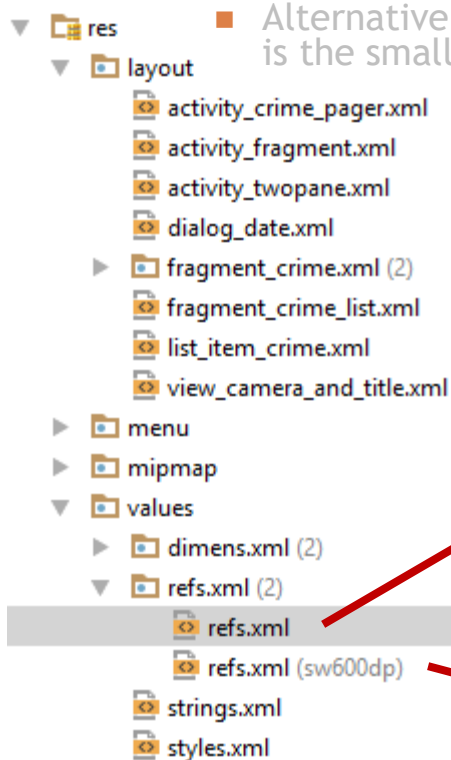 Alternative
is the small
res
layout
activity_crime_pager.xml
activity_fragment.xml
activity_twopane.xml
dialog_date.xml
fragment_crime.xml (2)
fragment_crime_list.xml
list_item_crime.xml
view_camera_and_title.xml
menu
mipmap
values
dimens.xml (2)
refs.xml (2)
refs.xml
refs.xml (sw600dp)
strings.xml
styles.xml